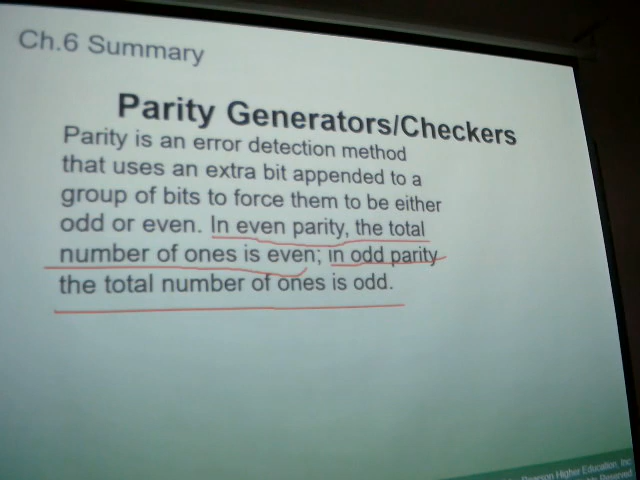 Ch.6 Summary
Parity Generators/Checkers
Parity is an error detection method
that uses an extra bit appended to a
group of bits to force them to be either
odd or even. In even parity, the total
number of ones is even; in odd parity
the total number of ones is odd.
Pearson Higher Education, Inc
Reserved